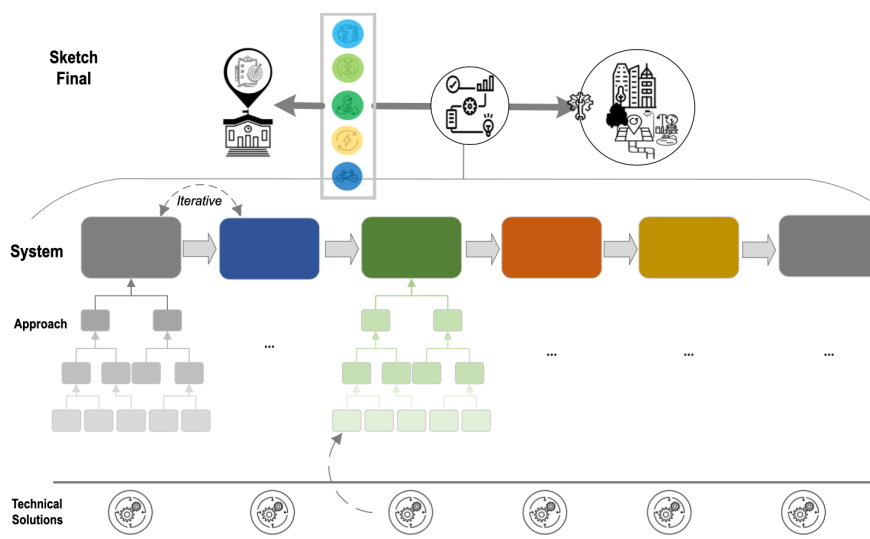 Sketch
Final
Iterative
System
Approach
...
...
...
...
Technical
Solutions